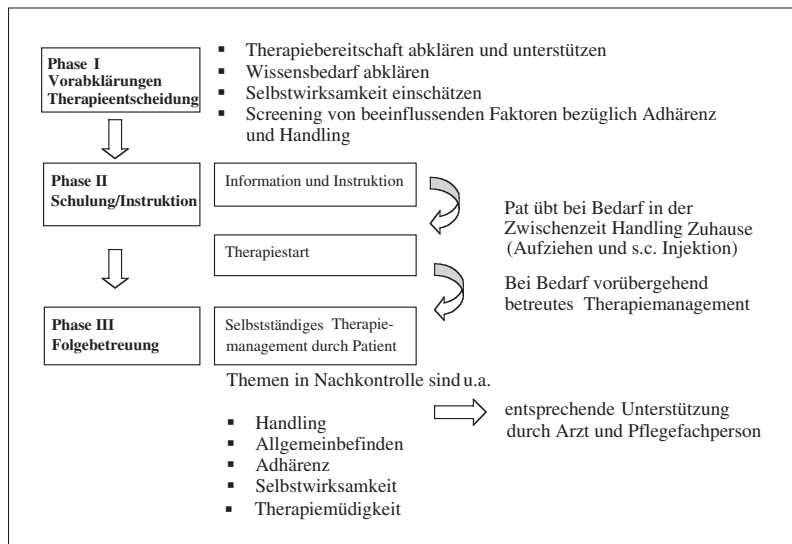 Phase I
Vorabklärungen
Therapieentscheidung
▪ Therapiebereitschaft abklären und unterstützen
▪ Wissensbedarf abklären
▪ Selbstwirksamkeit einschätzen
▪ Screening von beeinflussenden Faktoren bezüglich Adhärenz
und Handling
Phase II
Schulung/Instruktion
Information und Instruktion
Pat übt bei Bedarf in der
Zwischenzeit Handling Zuhause
(Aufziehen und s.c. Injektion)
Therapiestart
Bei Bedarf vorübergehend
betreutes Therapiemanagement
Phase III
Folgebetreuung
Selbstständiges Therapie-
management durch Patient
Themen in Nachkontrolle sind u.a.
▪ Handling
▪ Allgemeinbefinden
▪ Adhärenz
▪ Selbstwirksamkeit
▪ Therapiemüdigkeit
entsprechende Unterstützung
durch Arzt und Pflegefachperson